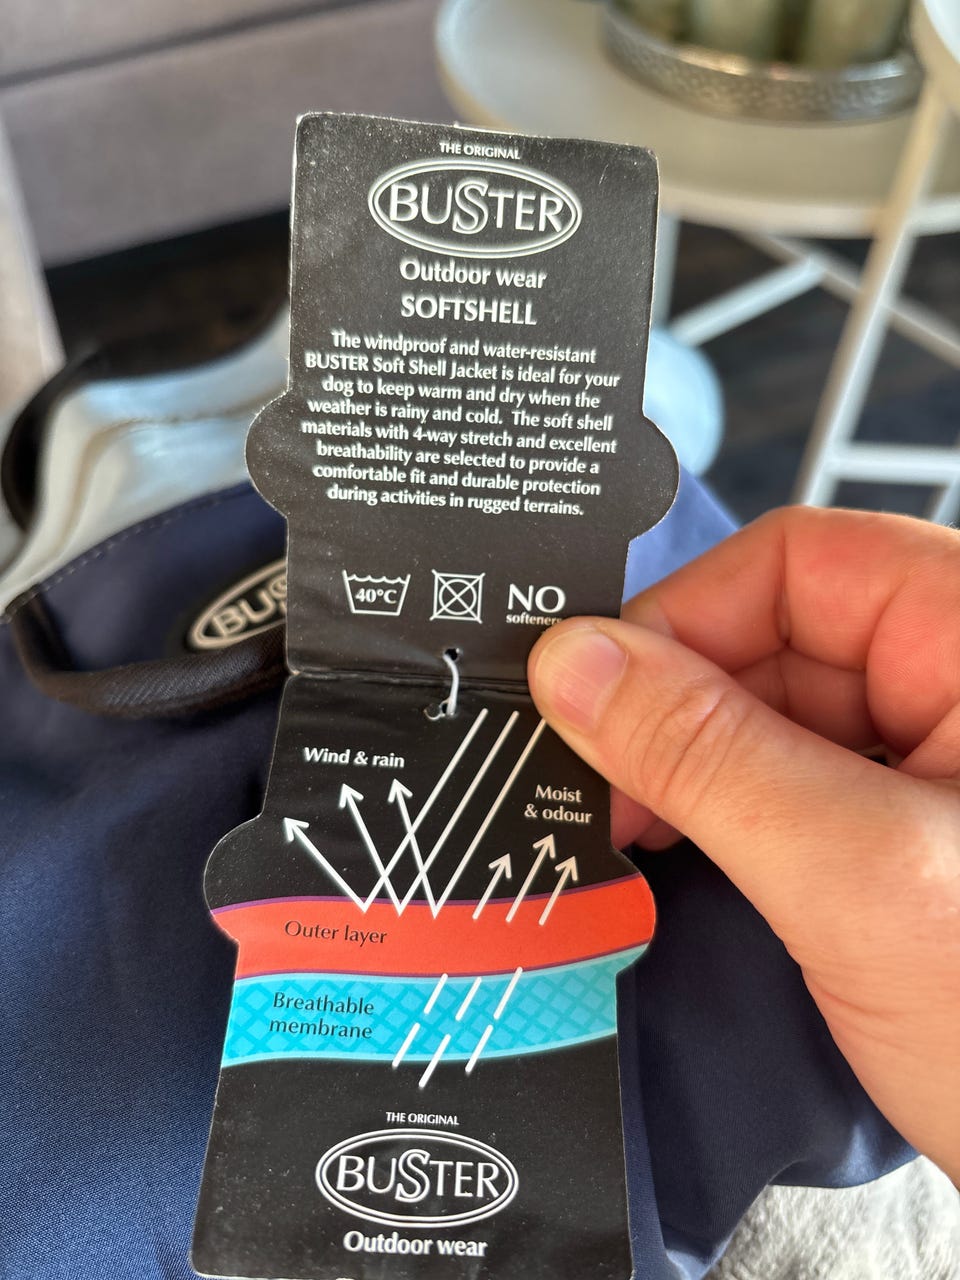 THE ORIGINAL
BUSTER
Outdoor wear
SOFTSHELL
The windproof and water-resistant
BUSTER Soft Shell Jacket is ideal for your
dog to keep warm and dry when the
weather is rainy and cold. The soft shell
materials with 4-way stretch and excellent
breathability are selected to provide a
comfortable fit and durable protection
during activities in rugged terrains.
40°C
NO
softeners
BUS
Wind & rain
Moist
& odour
Outer layer
Breathable
membrane
THE ORIGINAL
BUSTER
Outdoor wear